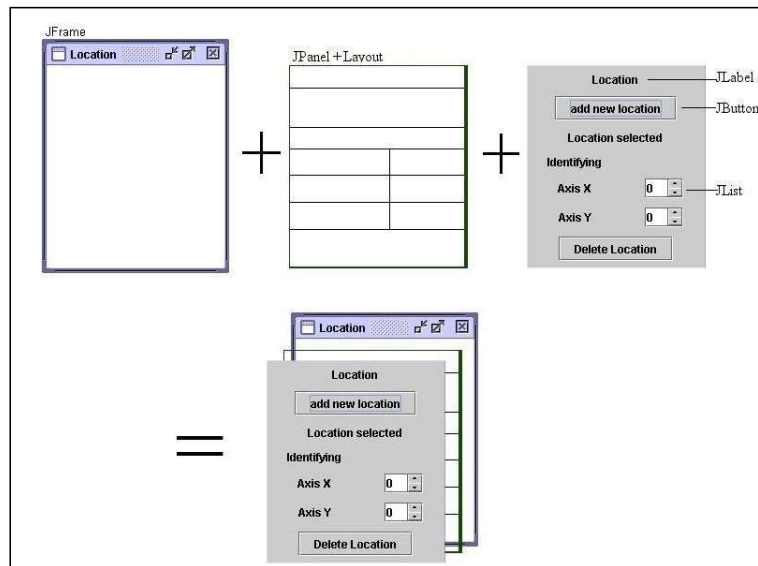 JFrame
Location
JPanel +Layout
Location
JLabel
add new location
JButton
Location selected
Identifying
Axis X 0
JList
Axis Y 0
Delete Location
Location
Location
add new location
Location selected
Identifying
Axis X 0
Axis Y 0
Delete Location